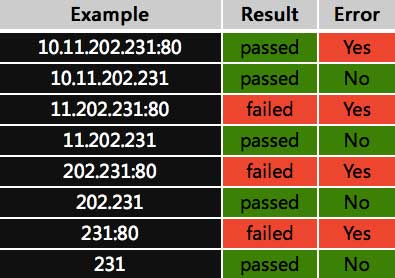 Example Result Error
10.11.202.231:80 passed Yes
10.11.202.231 passed No
11.202.231:80 failed Yes
11.202.231 passed No
202.231:80 failed Yes
202.231 passed No
231:80 failed Yes
231 passed No